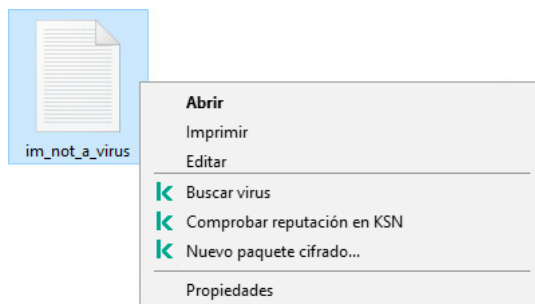 im_not_a_virus
Abrir
Imprimir
Editar
Buscar virus
Comprobar reputación en KSN
Nuevo paquete cifrado...
Propiedades